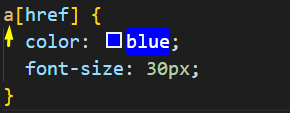 a[href] {
color: blue;
font-size: 30px;
}